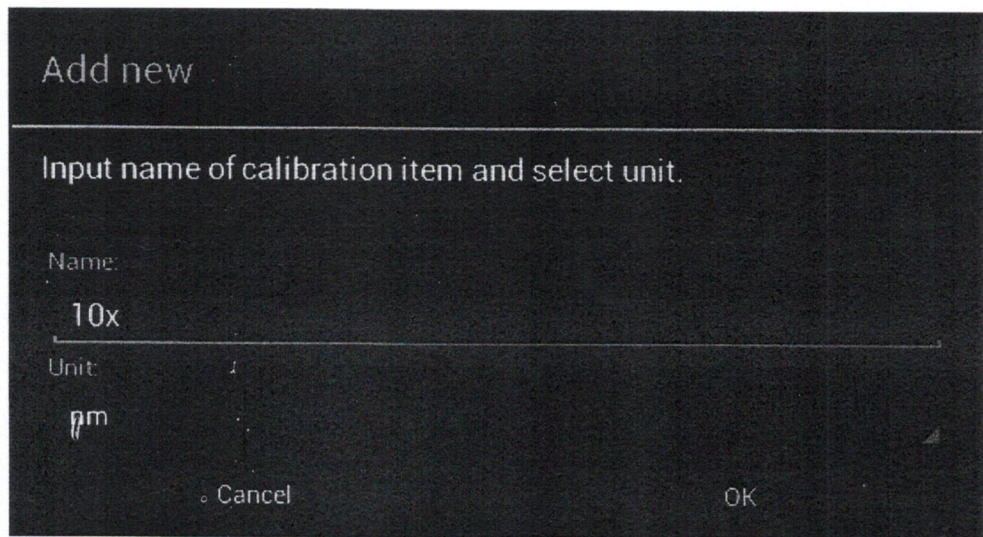 Add new
Input name of calibration item and select unit.
Name:
10x
Unit:
Cancel OK